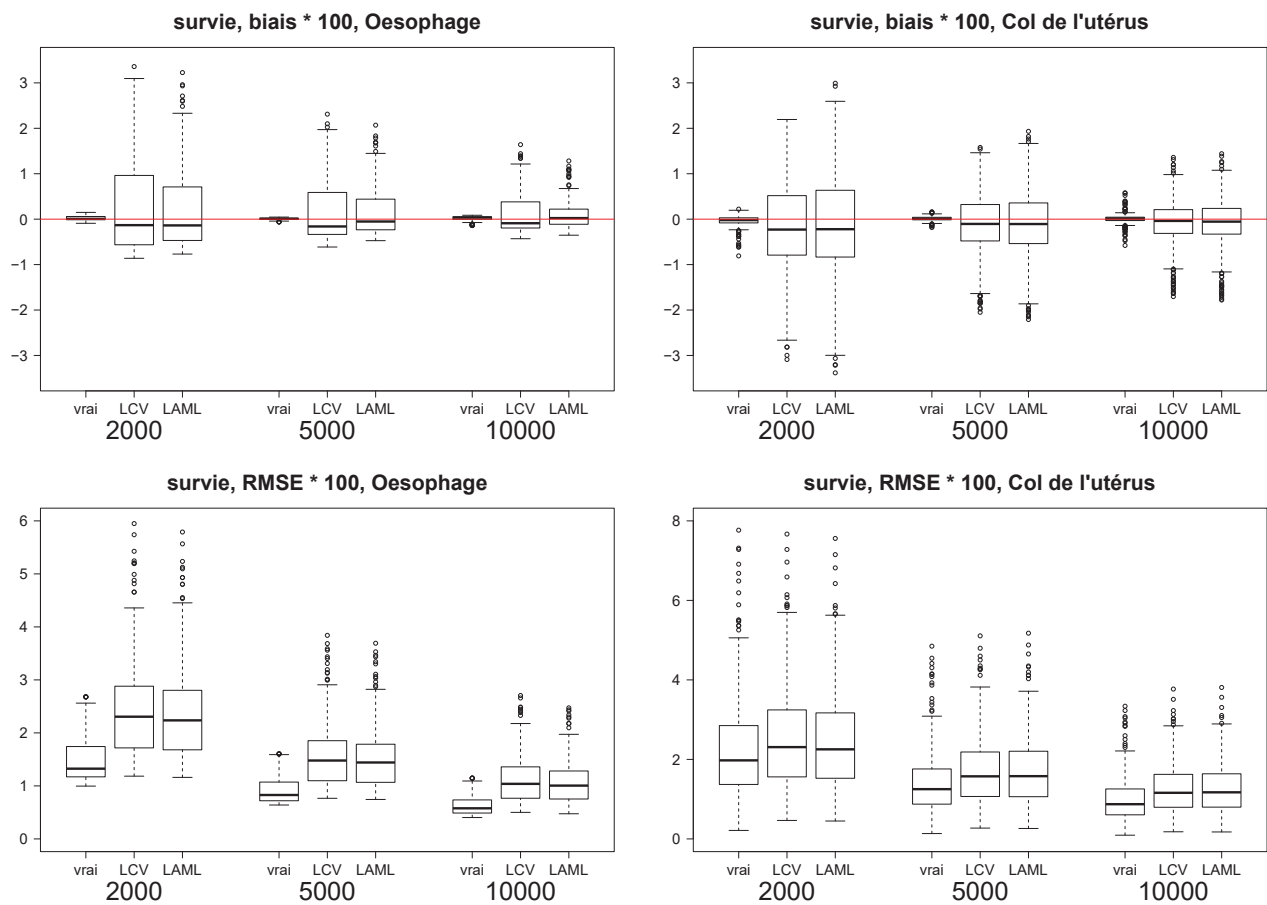 survie, biais * 100, Oesophage
3
2
1
0
−1
−2
−3
vrai LCV LAML vrai LCV LAML vrai LCV LAML
2000 5000 10000
survie, biais * 100, Col de l'utérus
3
2
1
0
−1
−2
−3
vrai LCV LAML vrai LCV LAML vrai LCV LAML
2000 5000 10000
survie, RMSE * 100, Oesophage
6
5
4
3
2
1
0
vrai LCV LAML vrai LCV LAML vrai LCV LAML
2000 5000 10000
survie, RMSE * 100, Col de l'utérus
8
6
4
2
0
vrai LCV LAML vrai LCV LAML vrai LCV LAML
2000 5000 10000